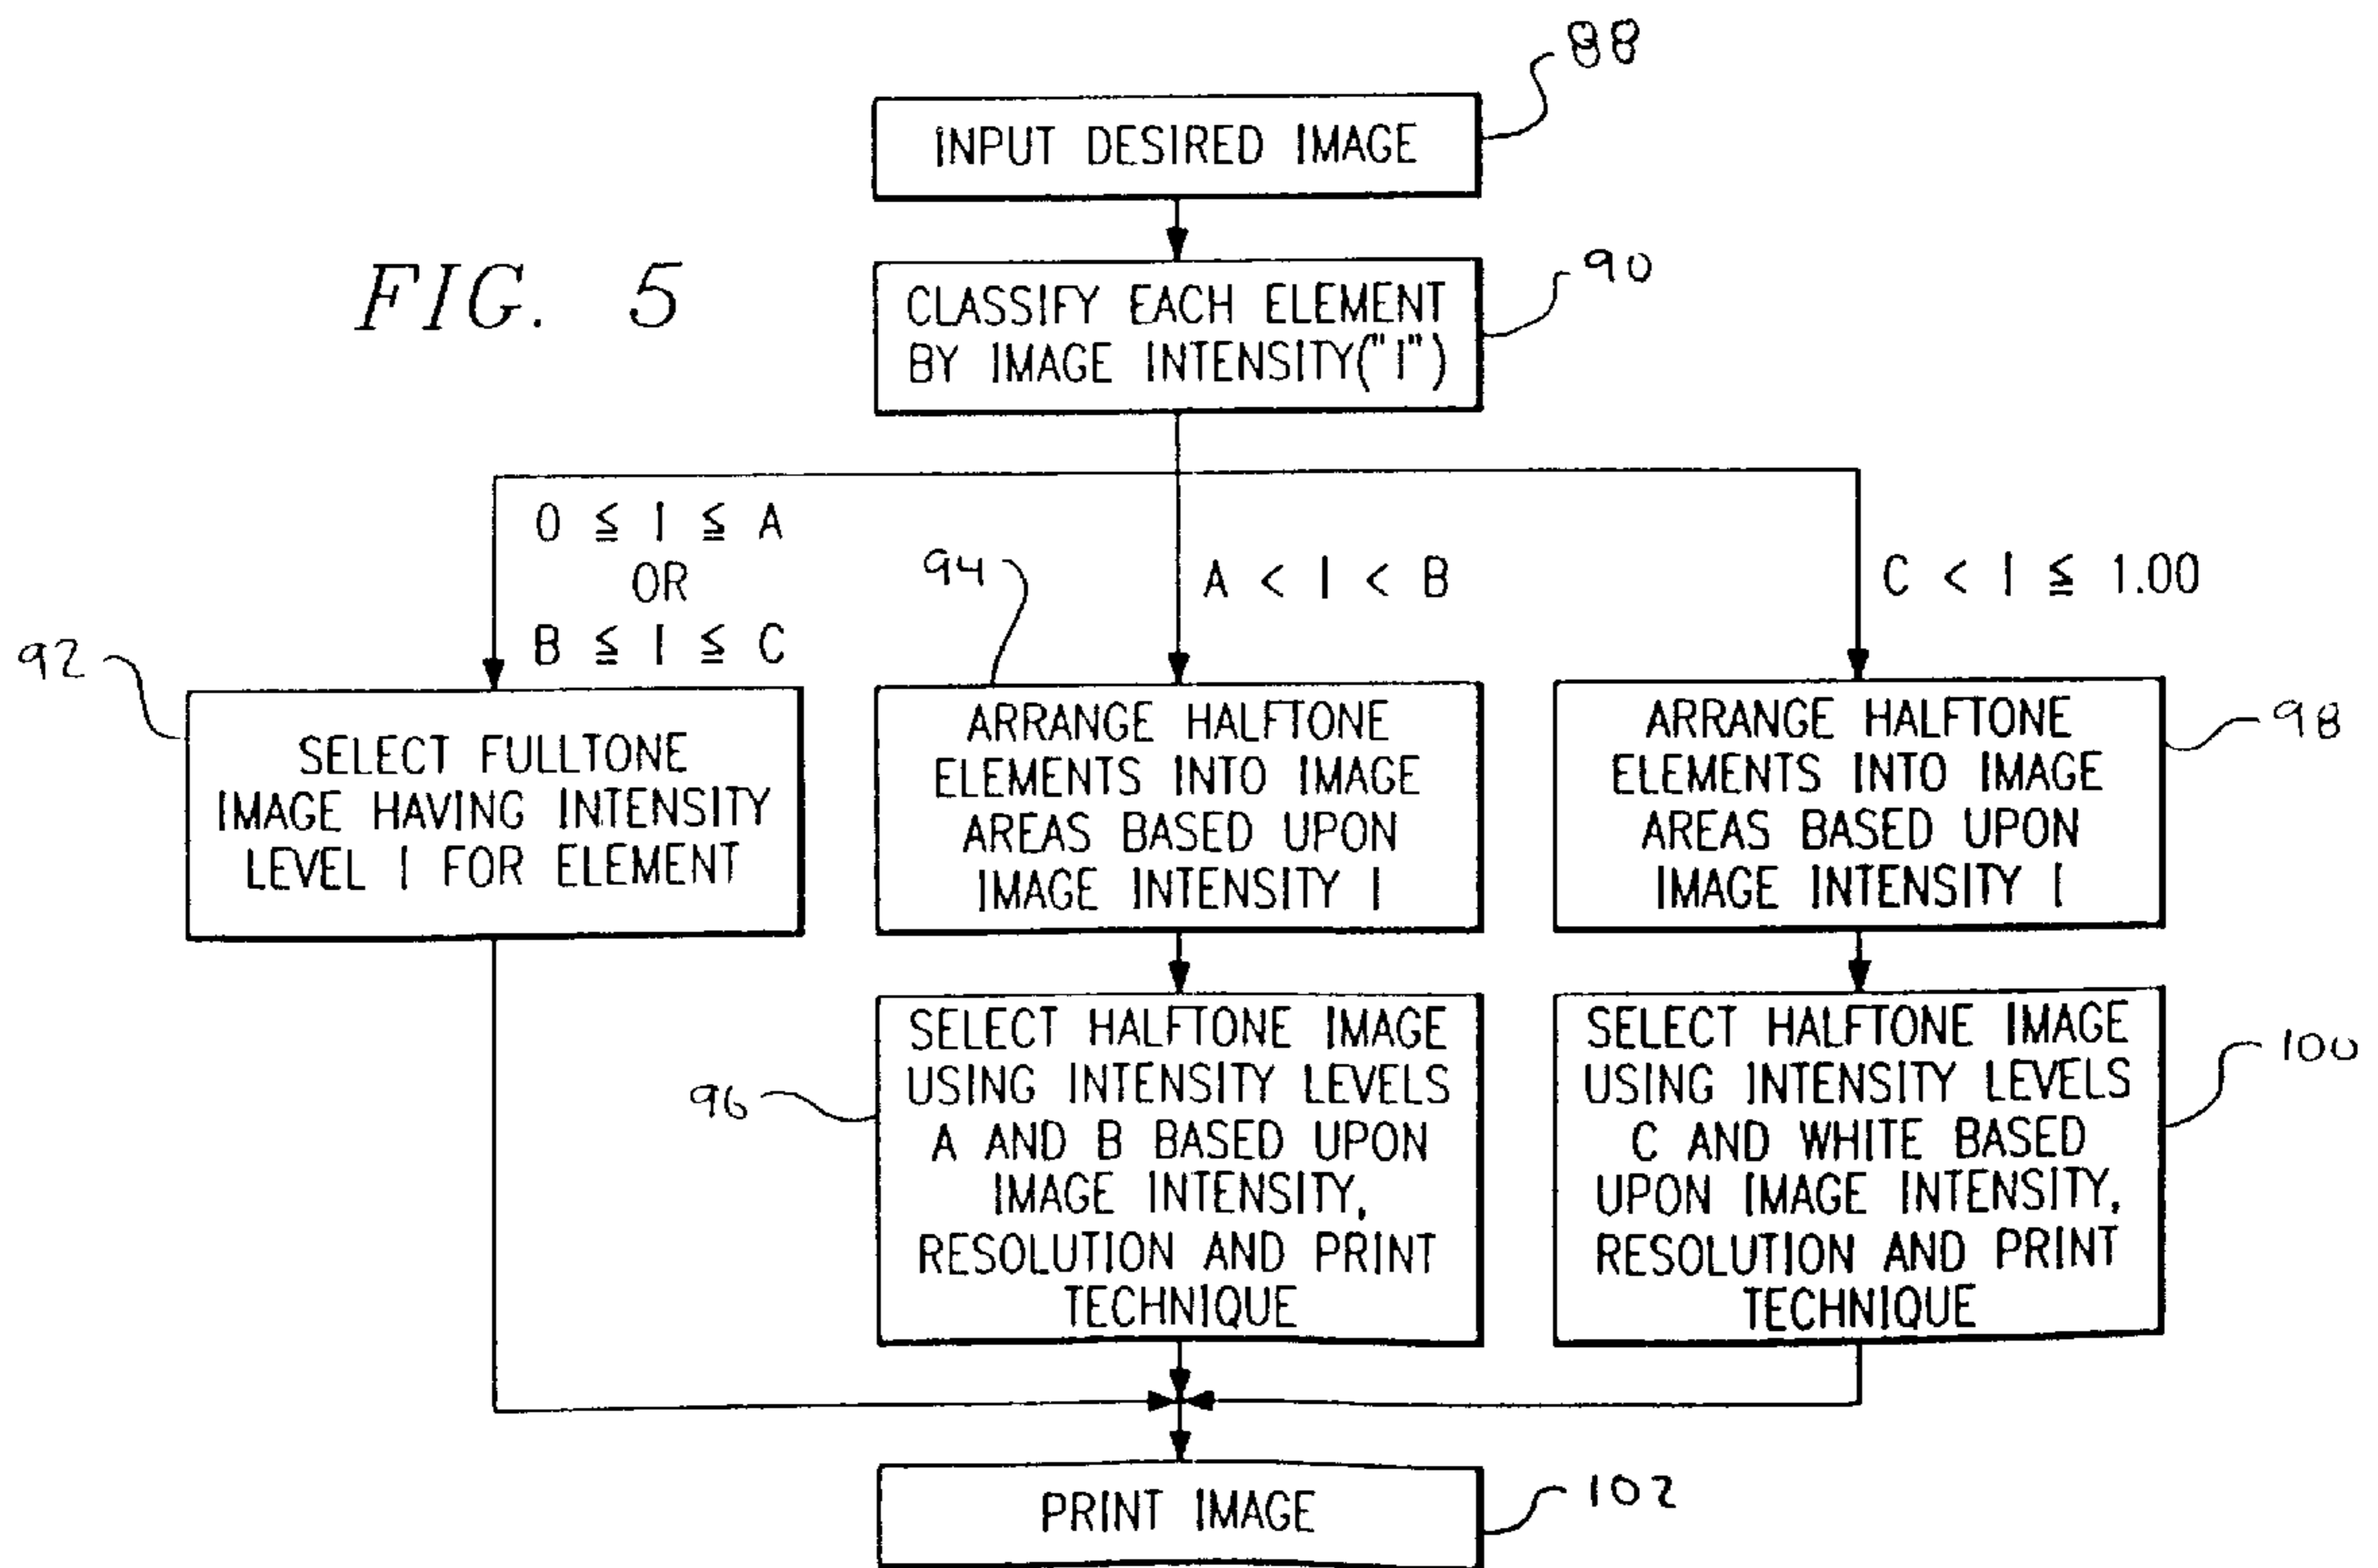 88
INPUT DESIRED IMAGE
FIG. 5
90
CLASSIFY EACH ELEMENT
BY IMAGE INTENSITY("I")
0 ≦ I ≦ A
OR
B ≦ I ≦ C
A < I < B
C < I ≦ 1.00
92
SELECT FULLTONE
IMAGE HAVING INTENSITY
LEVEL I FOR ELEMENT
94
ARRANGE HALFTONE
ELEMENTS INTO IMAGE
AREAS BASED UPON
IMAGE INTENSITY I
98
ARRANGE HALFTONE
ELEMENTS INTO IMAGE
AREAS BASED UPON
IMAGE INTENSITY I
96
SELECT HALFTONE IMAGE
USING INTENSITY LEVELS
A AND B BASED UPON
IMAGE INTENSITY,
RESOLUTION AND PRINT
TECHNIQUE
100
SELECT HALFTONE IMAGE
USING INTENSITY LEVELS
C AND WHITE BASED
UPON IMAGE INTENSITY,
RESOLUTION AND PRINT
TECHNIQUE
PRINT IMAGE
102